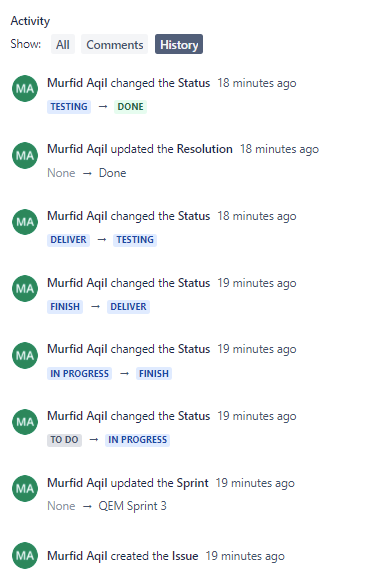 Activity
Show: All Comments History
MA Murfid Aqil changed the Status 18 minutes ago
TESTING → DONE
MA Murfid Aqil updated the Resolution 18 minutes ago
None → Done
MA Murfid Aqil changed the Status 18 minutes ago
DELIVER → TESTING
MA Murfid Aqil changed the Status 19 minutes ago
FINISH → DELIVER
MA Murfid Aqil changed the Status 19 minutes ago
IN PROGRESS → FINISH
MA Murfid Aqil changed the Status 19 minutes ago
TO DO → IN PROGRESS
MA Murfid Aqil updated the Sprint 19 minutes ago
None → QEM Sprint 3
MA Murfid Aqil created the Issue 19 minutes ago